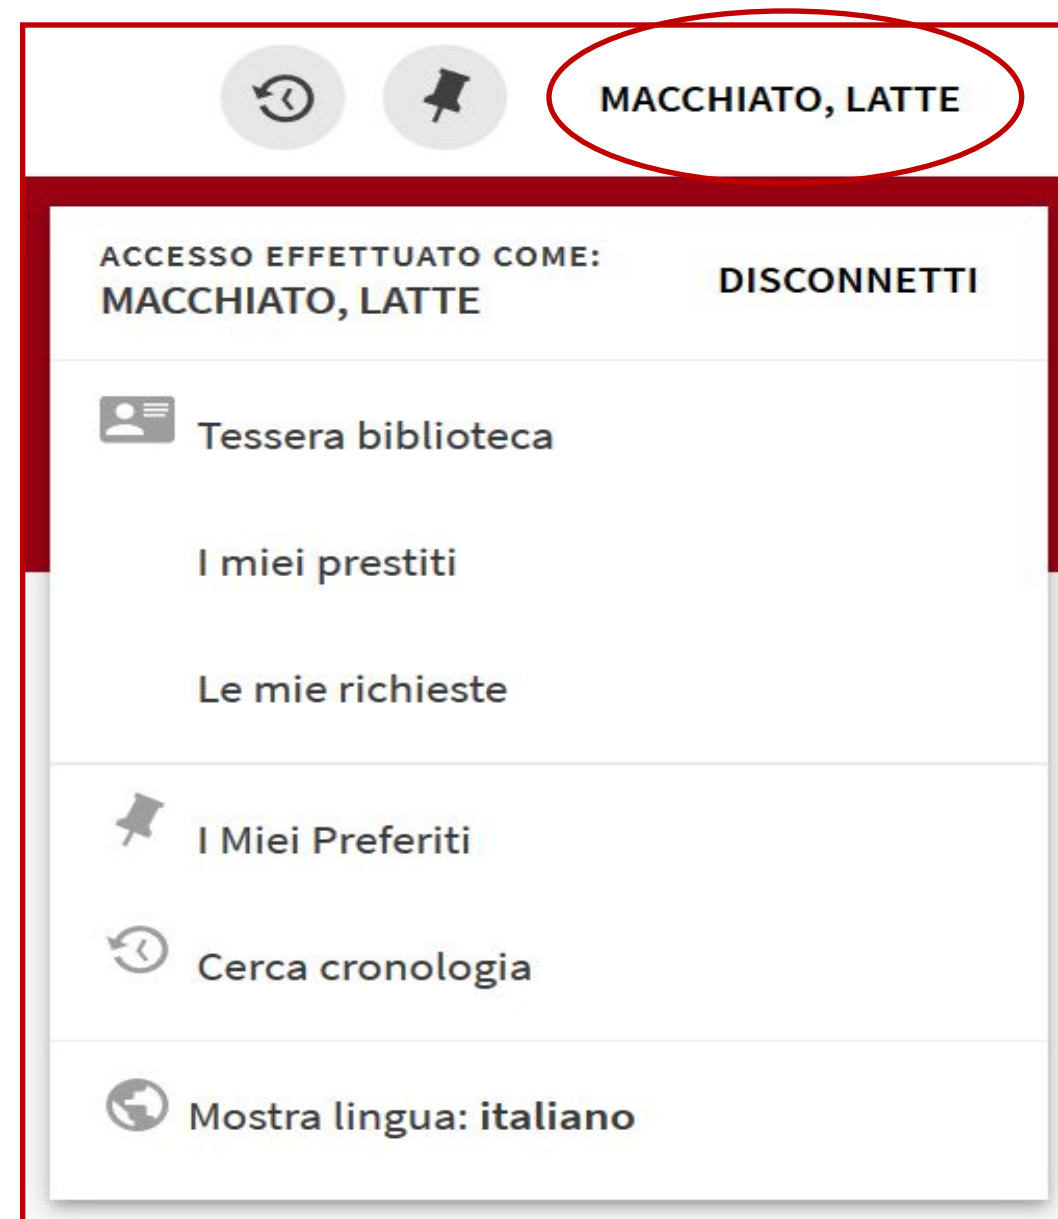 MACCHIATO, LATTE
ACCESSO EFFETTUATO COME:
MACCHIATO, LATTE
DISCONNETTI
Tessera biblioteca
I miei prestiti
Le mie richieste
I Miei Preferiti
Cerca cronologia
Mostra lingua: italiano